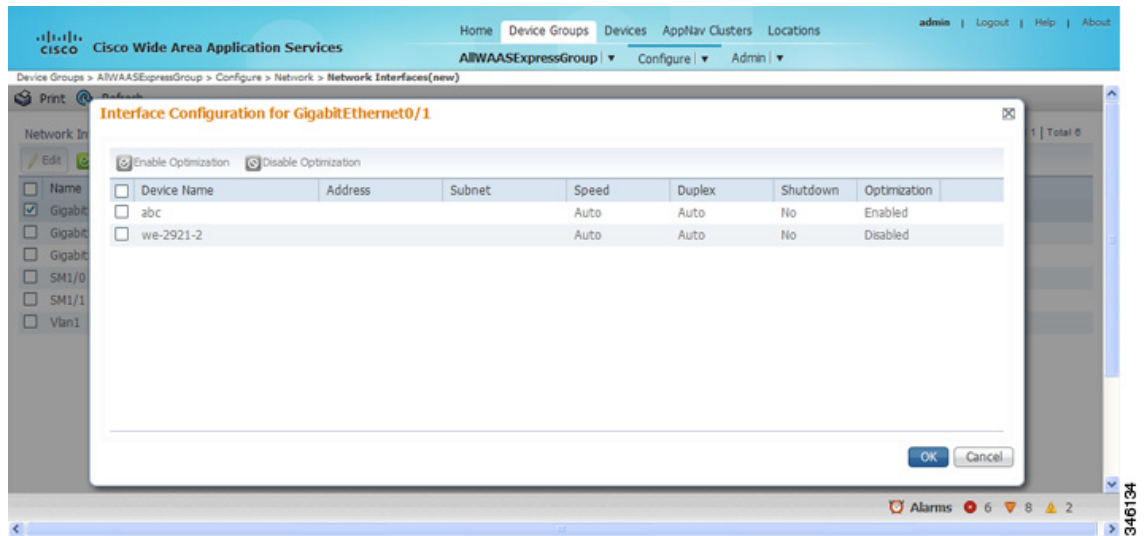 admin | Logout | Help | About
cisco Cisco Wide Area Application Services
Home Device Groups Devices AppNav Clusters Locations
AllWAASExpressGroup | ▼ Configure | ▼ Admin | ▼
Device Groups > AllWAASExpressGroup > Configure > Network > Network Interfaces(new)
Print Refresh
Interface Configuration for GigabitEthernet0/1
Network In
1 | Total 6
Edit
Enable Optimization Disable Optimization
Name
Device Name Address Subnet Speed Duplex Shutdown Optimization
Gigabit
abc Auto Auto No Enabled
Gigabit
we-2921-2 Auto Auto No Disabled
Gigabit
SM1/0
SM1/1
Vlan1
OK Cancel
Alarms 6 8 2
346134